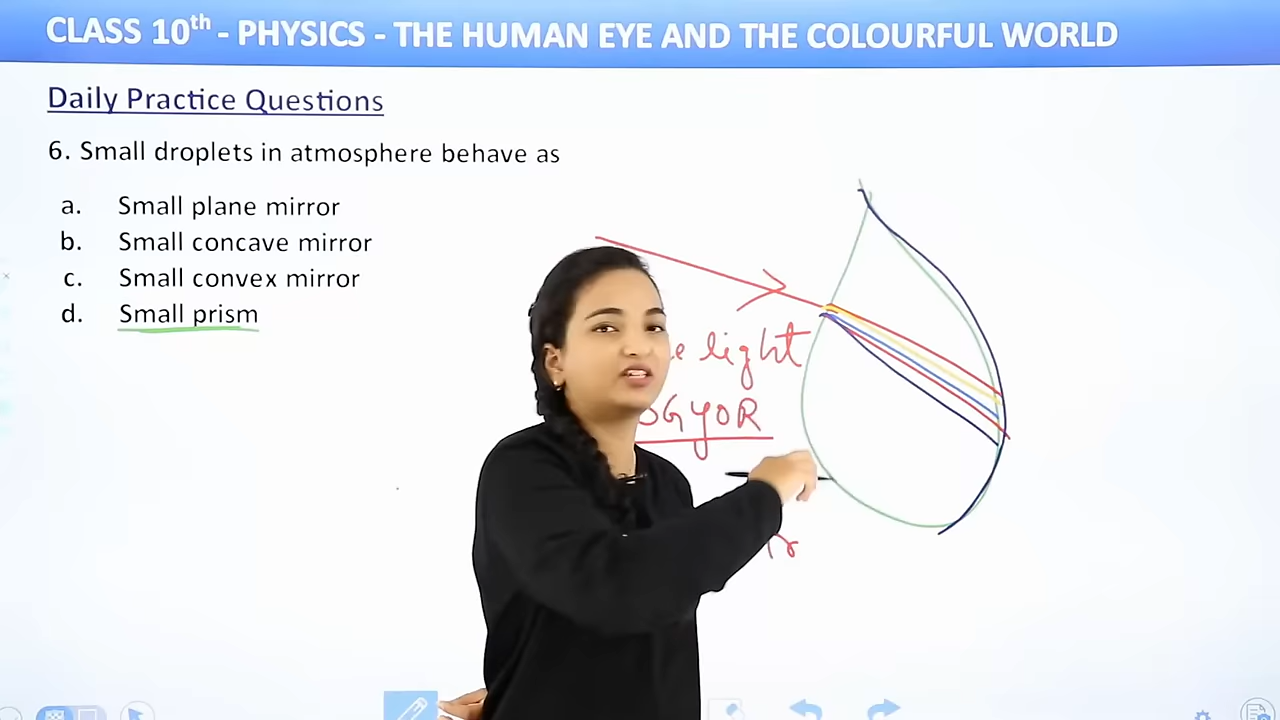 CLASS 10th - PHYSICS - THE HUMAN EYE AND THE COLOURFUL WORLD
Daily Practice Questions
6. Small droplets in atmosphere behave as
a. Small plane mirror
b. Small concave mirror
c. Small convex mirror
d. Small prism
light
GYOR